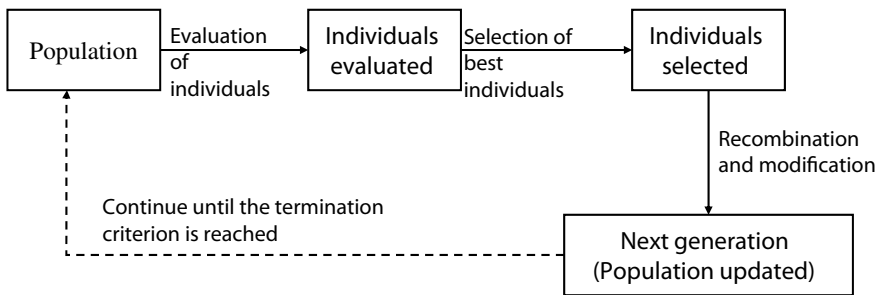 Population
Evaluation
of
individuals
Individuals
evaluated
Selection of
best
individuals
Individuals
selected
Recombination
and modification
Continue until the termination
criterion is reached
Next generation
(Population updated)